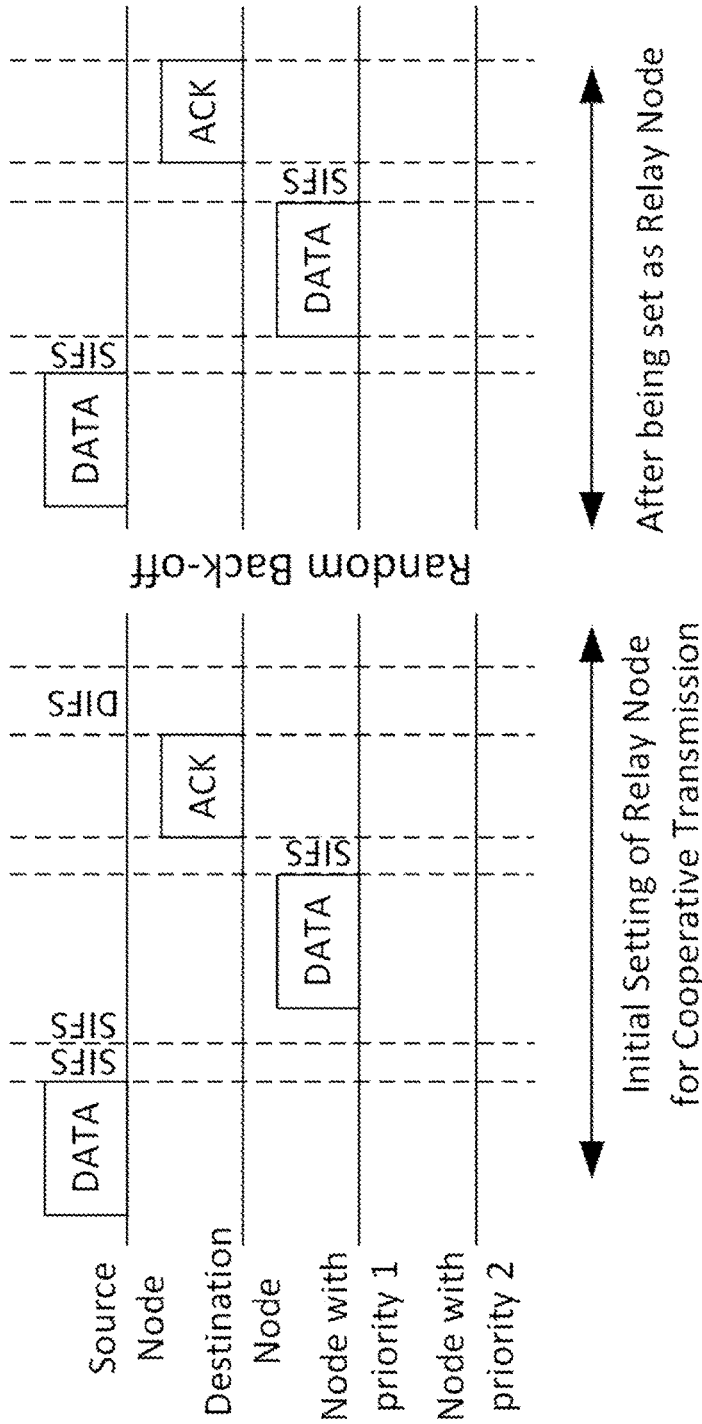 Source
Node
DATA
SIFS
SIFS
DIFS
DATA
SIFS
Destination
Node
ACK
ACK
Node with
priority 1
DATA
SIFS
DATA
SIFS
Node with
priority 2
Random Back-off
Initial Setting of Relay Node
for Cooperative Transmission
After being set as Relay Node